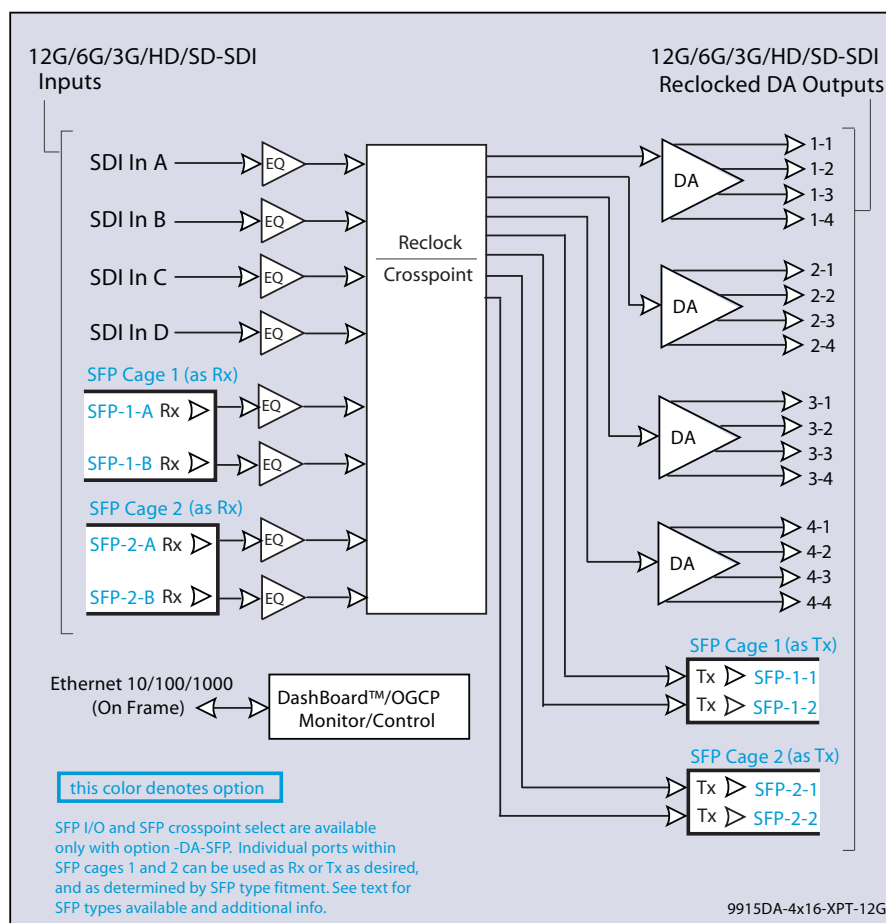 12G/6G/3G/HD/SD-SDI
Inputs
12G/6G/3G/HD/SD-SDI
Reclocked DA Outputs
SDI In A
EQ
SDI In B
EQ
SDI In C
EQ
SDI In D
EQ
SFP Cage 1 (as Rx)
SFP-1-A Rx
EQ
SFP-1-B Rx
EQ
SFP Cage 2 (as Rx)
SFP-2-A Rx
EQ
SFP-2-B Rx
EQ
Reclock
Crosspoint
DA
1-1
1-2
1-3
1-4
DA
2-1
2-2
2-3
2-4
DA
3-1
3-2
3-3
3-4
DA
4-1
4-2
4-3
4-4
SFP Cage 1 (as Tx)
Tx SFP-1-1
Tx SFP-1-2
SFP Cage 2 (as Tx)
Tx SFP-2-1
Tx SFP-2-2
Ethernet 10/100/1000
(On Frame)
DashBoard™/OGCP
Monitor/Control
this color denotes option
SFP I/O and SFP crosspoint select are available
only with option -DA-SFP. Individual ports within
SFP cages 1 and 2 can be used as Rx or Tx as desired,
and as determined by SFP type fitment. See text for
SFP types available and additional info.
9915DA-4x16-XPT-12G